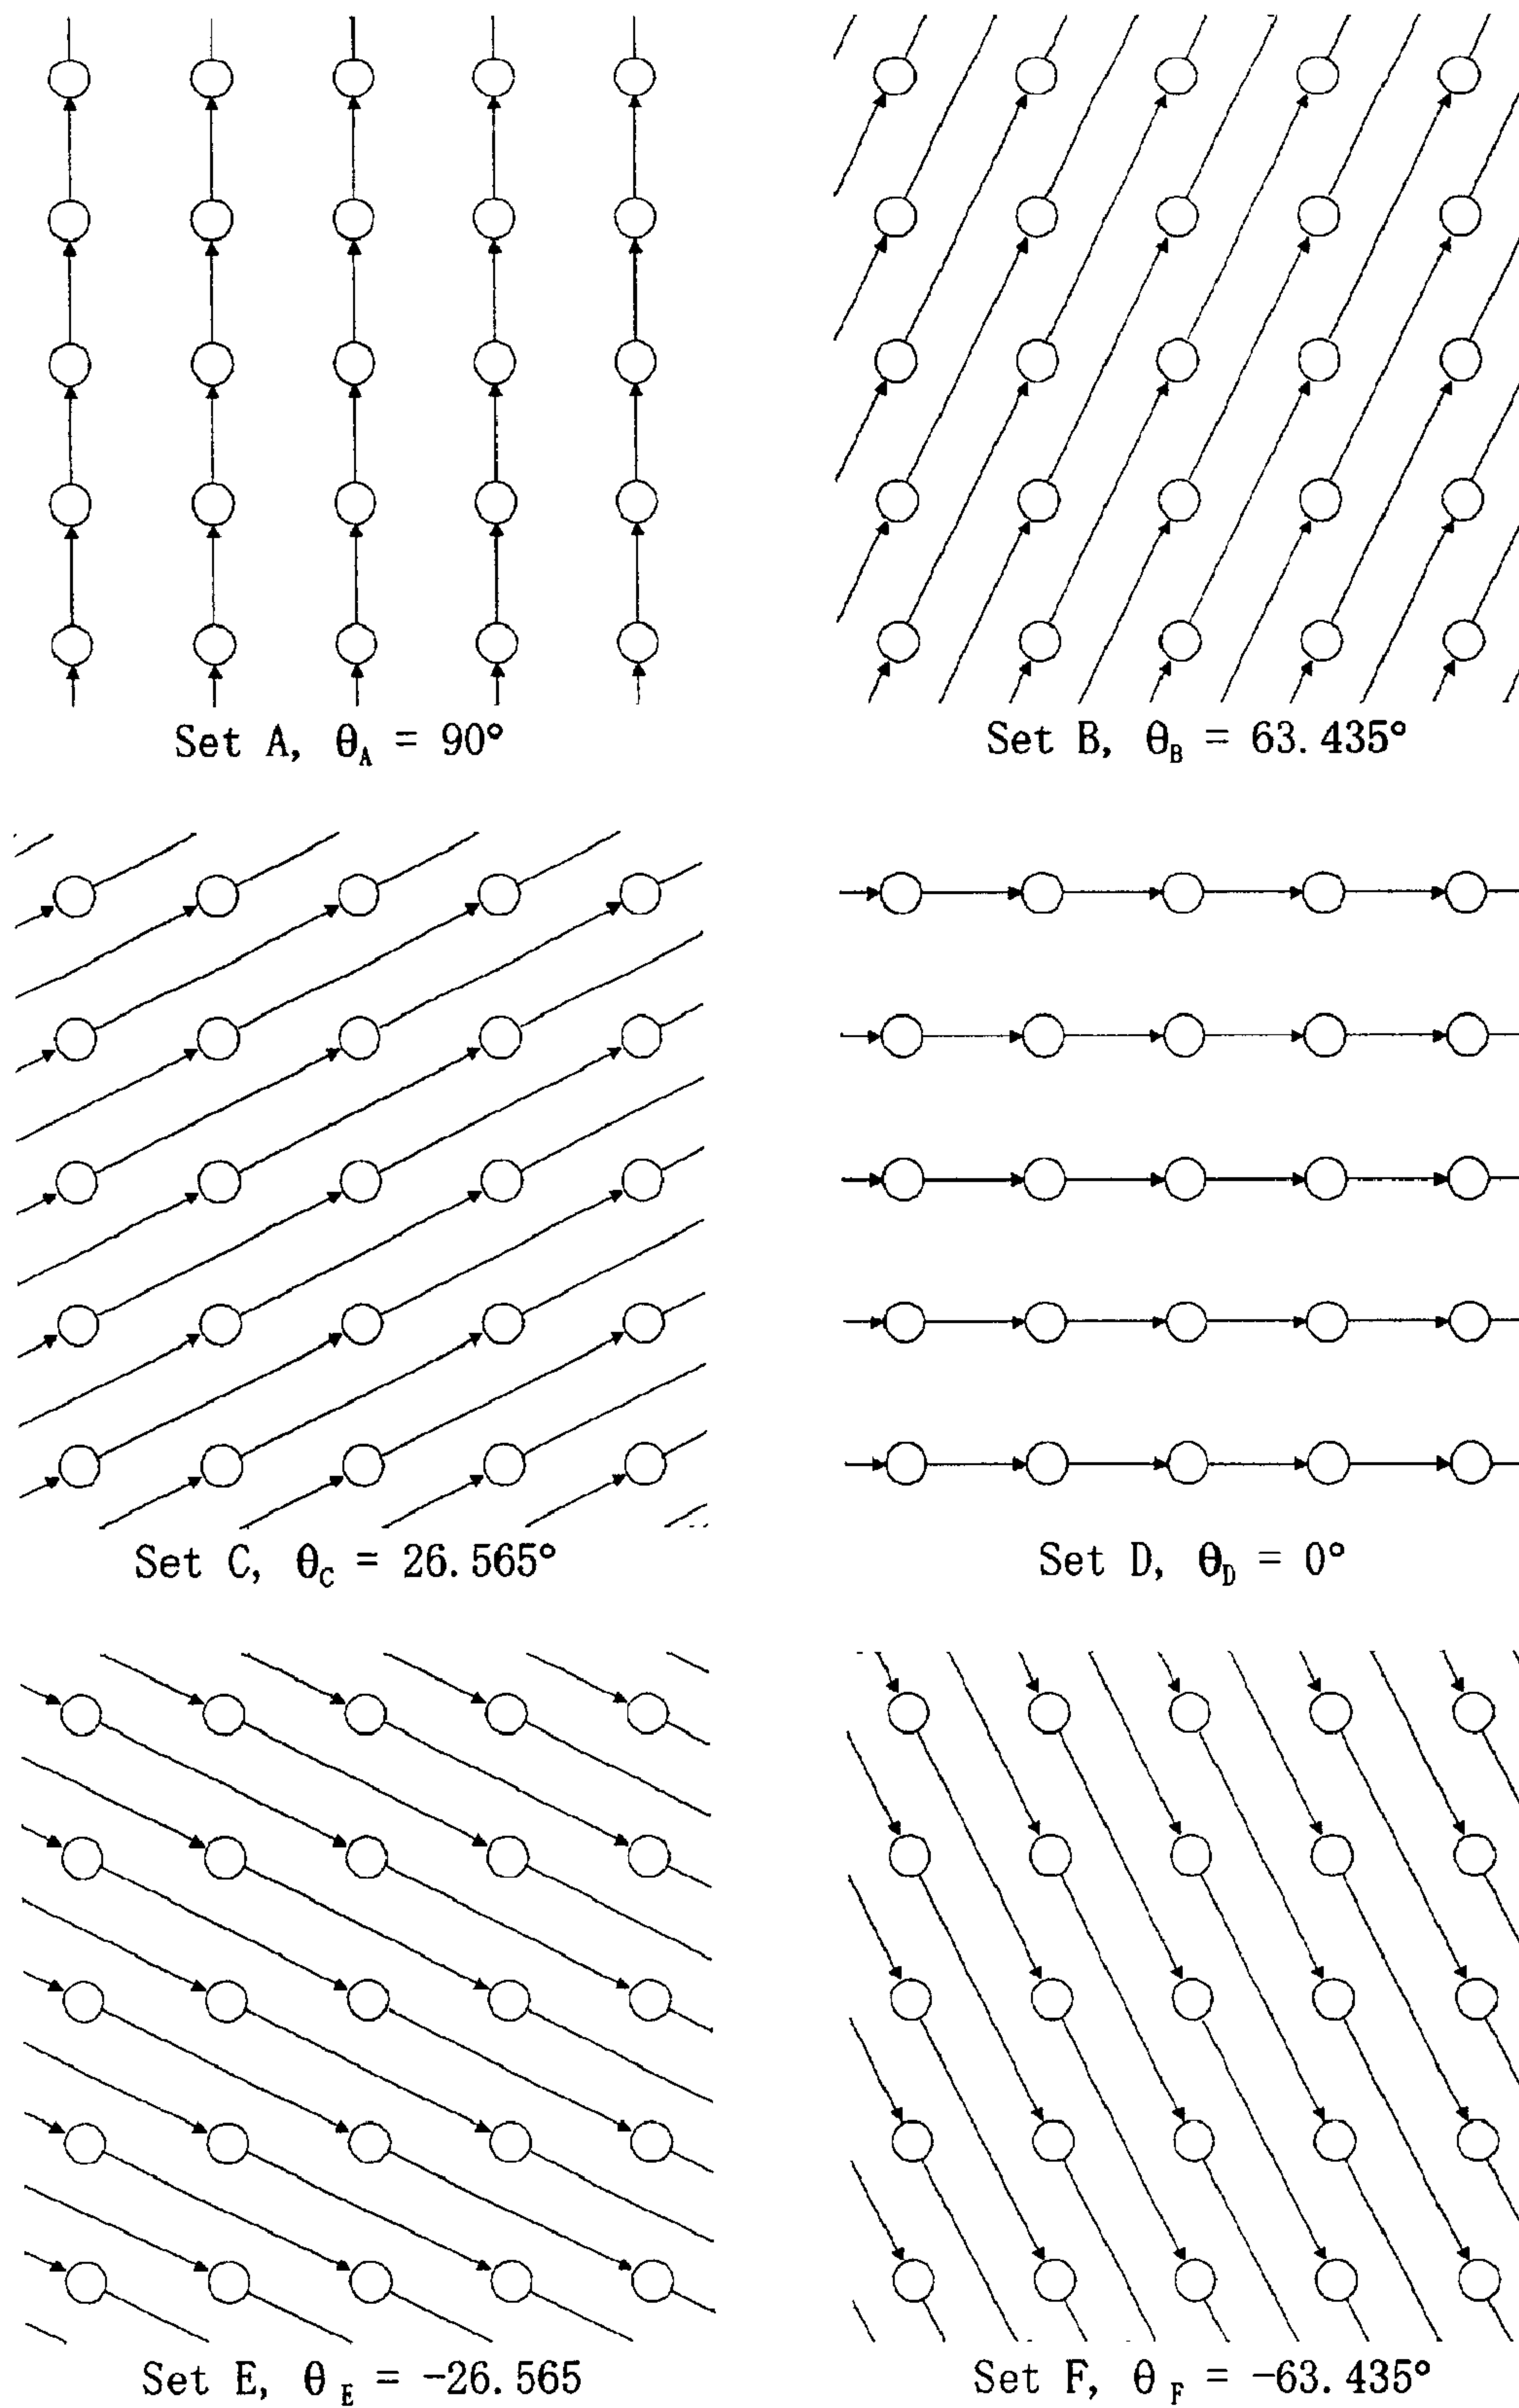 Set A, θA = 90°
Set B, θB = 63.435°
Set C, θC = 26.565°
Set D, θD = 0°
Set E, θE = -26.565
Set F, θF = -63.435°